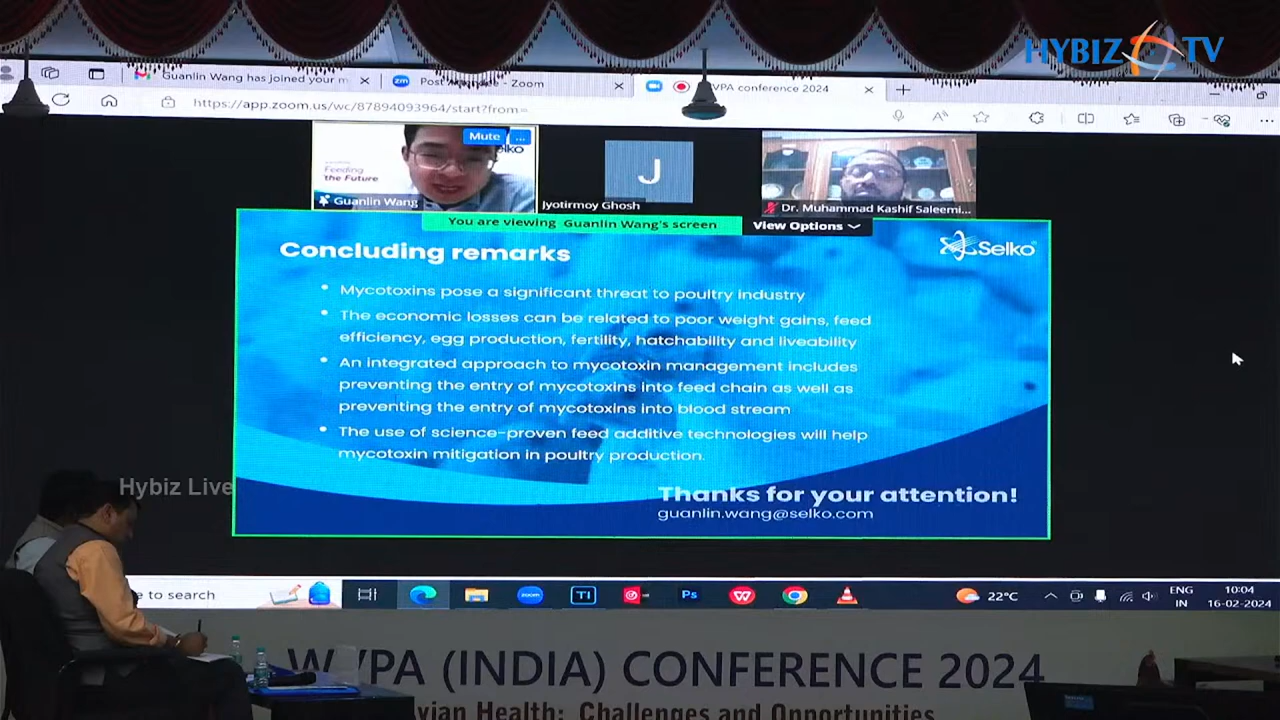 HYBIZ TV
Guanlin Wang has joined your m
Post
- Zoom
VPA conference 2024
https://app.zoom.us/wc/87894093964/start?from=
Mute
...
Selko
Feeding
the Future
Guanlin Wang
J
Jyotirmoy Ghosh
Dr. Muhammad Kashif Saleemi...
You are viewing Guanlin Wang's screen
View Options
Concluding remarks
Selko
• Mycotoxins pose a significant threat to poultry industry
• The economic losses can be related to poor weight gains, feed
efficiency, egg production, fertility, hatchability and liveability
• An integrated approach to mycotoxin management includes
preventing the entry of mycotoxins into feed chain as well as
preventing the entry of mycotoxins into blood stream
• The use of science-proven feed additive technologies will help
mycotoxin mitigation in poultry production.
Thanks for your attention!
guanlin.wang@selko.com
Hybiz Live
e to search
zoom
TI
Ps
22°C
ENG
IN
10:04
16-02-2024
W VPA (INDIA) CONFERENCE 2024
vian Health: Challenges and Opportunities